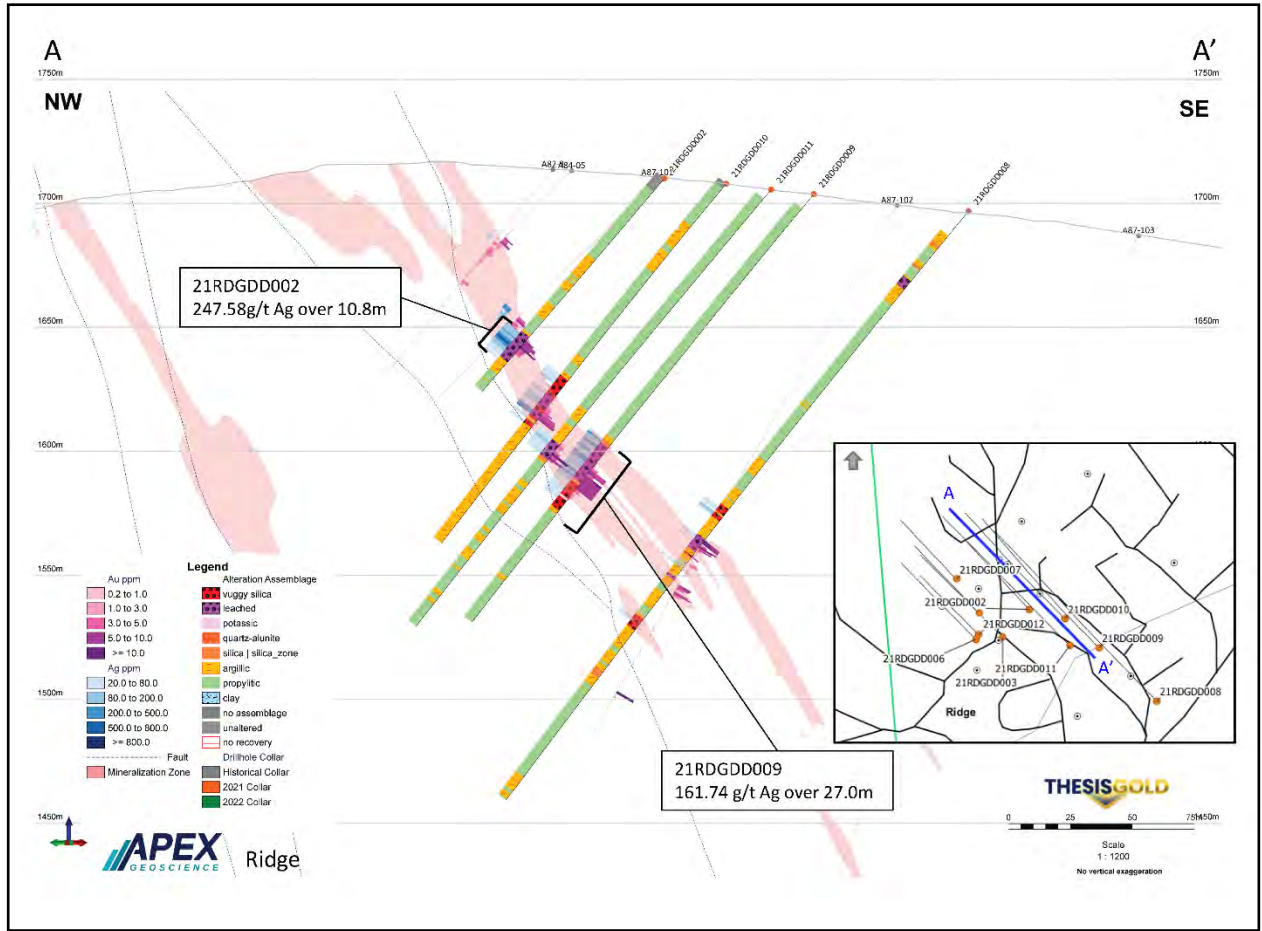 A
A'
1750m
1750m
NW
SE
21RDGDD002
21RDGDD010
21RDGDD011
21RDGDD009
21RDGDD008
A84-05
A87-101
A87-102
A87-103
1700m
1700m
21RDGDD002
247.58g/t Ag over 10.8m
1650m
1650m
1600m
1550m
1500m
1450m
1450m
Legend
Au ppm
0.2 to 1.0
1.0 to 3.0
3.0 to 5.0
5.0 to 10.0
>= 10.0
Ag ppm
20.0 to 80.0
80.0 to 200.0
200.0 to 500.0
500.0 to 800.0
>= 800.0
Fault
Mineralization Zone
Alteration Assemblage
vuggy silica
leached
potassic
quartz-alunite
silica | silica_zone
argillic
propylitic
clay
no assemblage
unaltered
no recovery
Drillhole Collar
Historical Collar
2021 Collar
2022 Collar
A
21RDGDD007
21RDGDD002
21RDGDD010
21RDGDD012
21RDGDD009
21RDGDD006
21RDGDD011
A'
21RDGDD003
21RDGDD008
Ridge
21RDGDD009
161.74 g/t Ag over 27.0m
THESISGOLD
0 25 50 75m
Scale
1 : 1200
No vertical exaggeration
APEX
GEOSCIENCE
Ridge